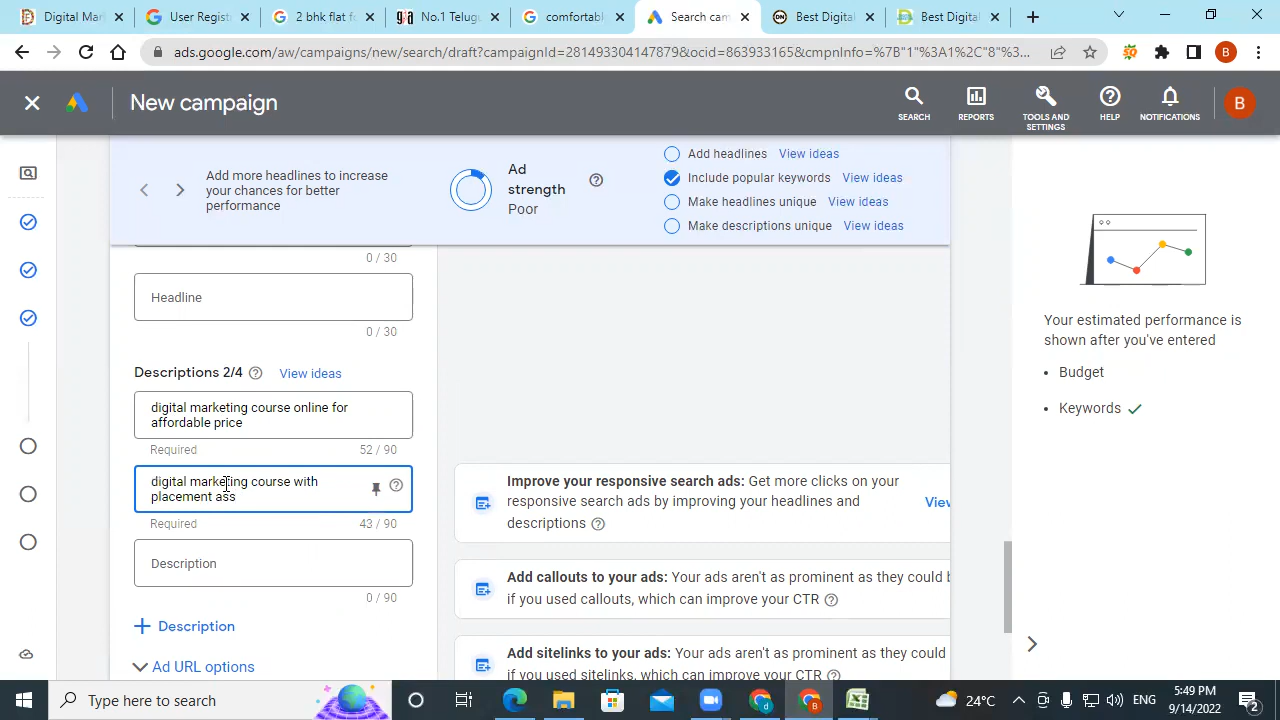 Digital Mark
User Registr
2 bhk flat fo
No.1 Telugu
comfortabl
Search cam
Best Digital
Best Digital
ads.google.com/aw/campaigns/new/search/draft?campaignId=281493304147879&ocid=863533316&cmpnInfo=%7B"1"%3A1%2C"8"%3...
B
New campaign
SEARCH
REPORTS
TOOLS AND
SETTINGS
HELP
NOTIFICATIONS
B
Add more headlines to increase
your chances for better
performance
Ad
strength
Poor
Add headlines View ideas
Include popular keywords View ideas
Make headlines unique View ideas
Make descriptions unique View ideas
0 / 30
Headline
0 / 30
Descriptions 2/4 View ideas
digital marketing course online for
affordable price
Required 52 / 90
digital marketing course with
placement ass
Required 43 / 90
Description
0 / 90
+ Description
Ad URL options
Improve your responsive search ads: Get more clicks on your
responsive search ads by improving your headlines and View
descriptions
Add callouts to your ads: Your ads aren't as prominent as they could b
if you used callouts, which can improve your CTR
Add sitelinks to your ads: Your ads aren't as prominent as they could
if you used sitelinks, which can improve your CTR
Your estimated performance is
shown after you've entered
• Budget
• Keywords
Type here to search
24°C
ENG
5:49 PM
9/14/2022
2